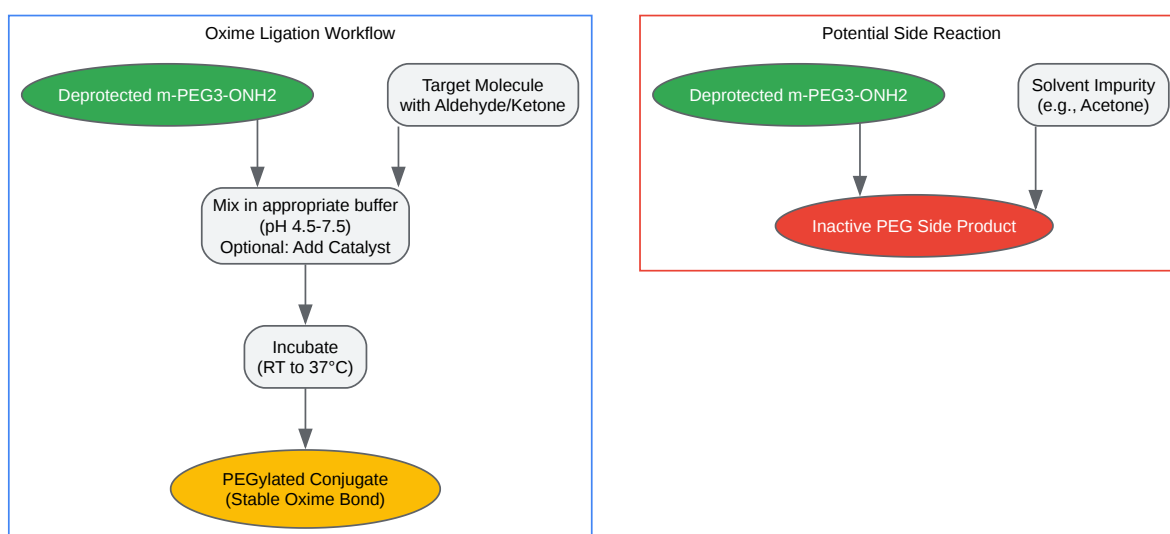 Oxime Ligation Workflow
Deprotected m-PEG3-ONH2
Target Molecule
with Aldehyde/Ketone
Mix in appropriate buffer
(pH 4.5-7.5)
Optional: Add Catalyst
Incubate
(RT to 37°C)
PEGylated Conjugate
(Stable Oxime Bond)
Potential Side Reaction
Deprotected m-PEG3-ONH2
Solvent Impurity
(e.g., Acetone)
Inactive PEG Side Product